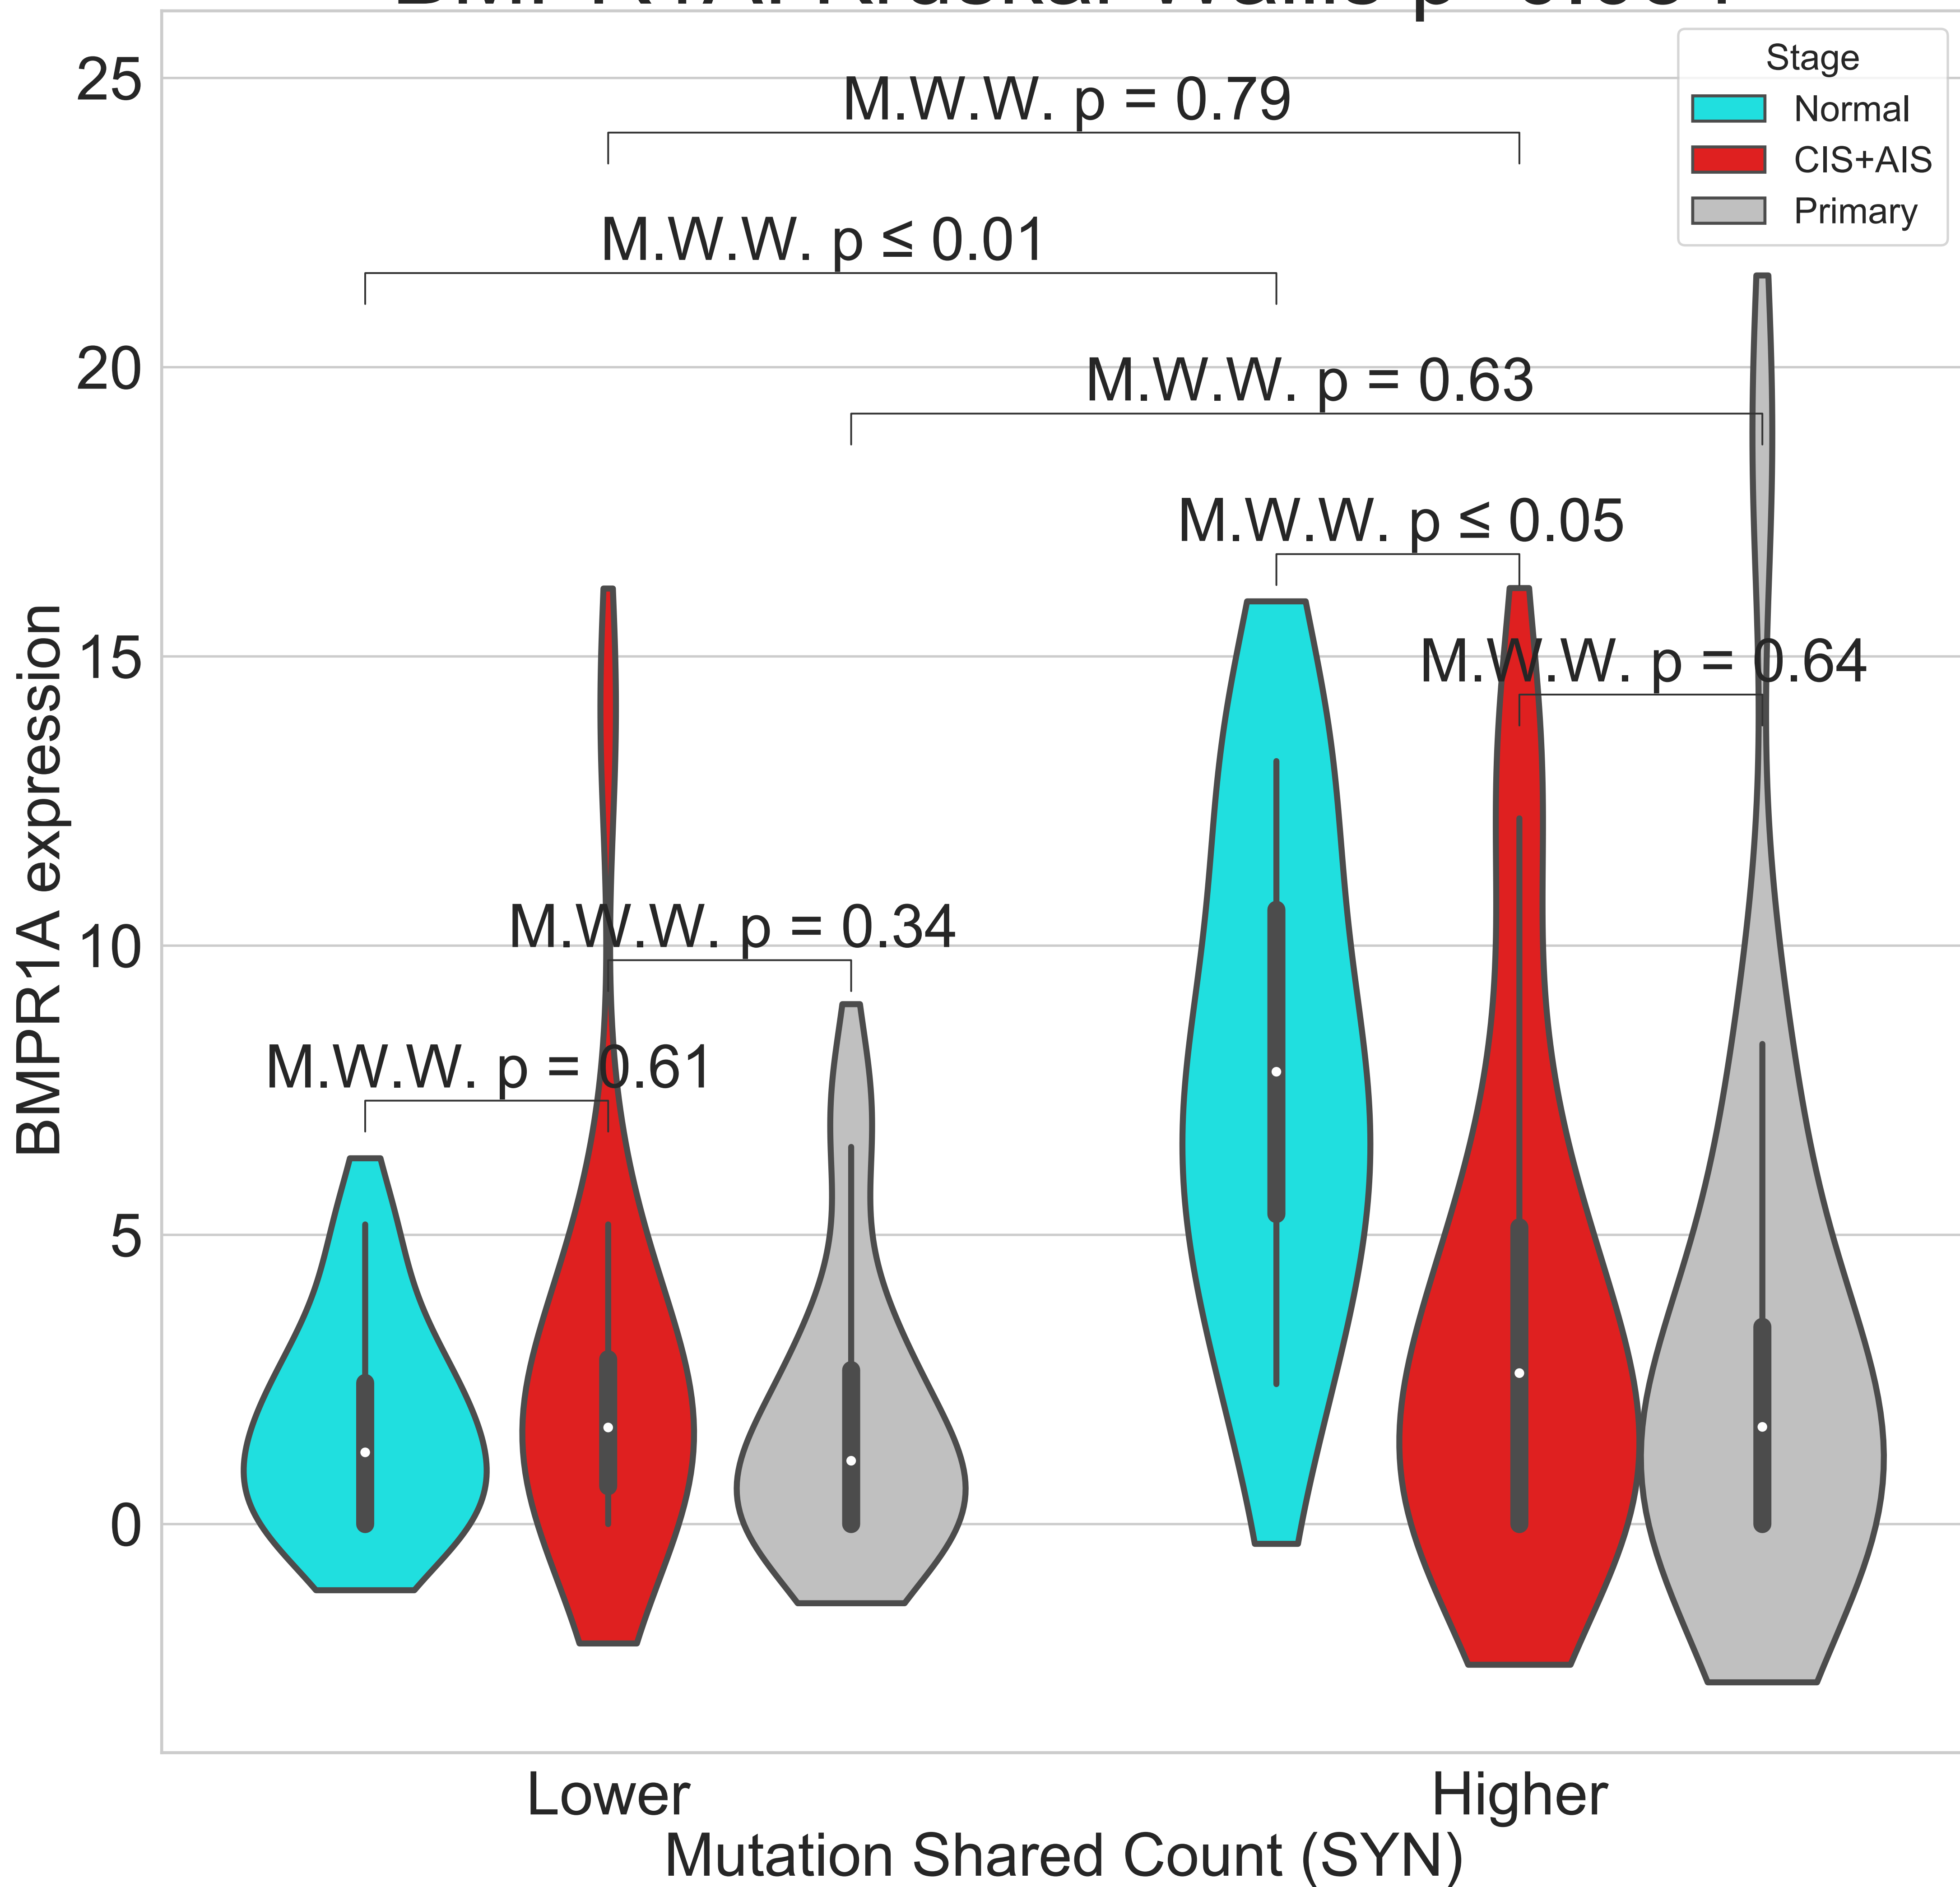 25
20
15
10
5
0
BMPR1A expression
M.W.W. p = 0.79
M.W.W. p ≤ 0.01
M.W.W. p = 0.63
M.W.W. p ≤ 0.05
M.W.W. p = 0.64
M.W.W. p = 0.34
M.W.W. p = 0.61
Stage
Normal
CIS+AIS
Primary
Lower
Higher
Mutation Shared Count (SYN)